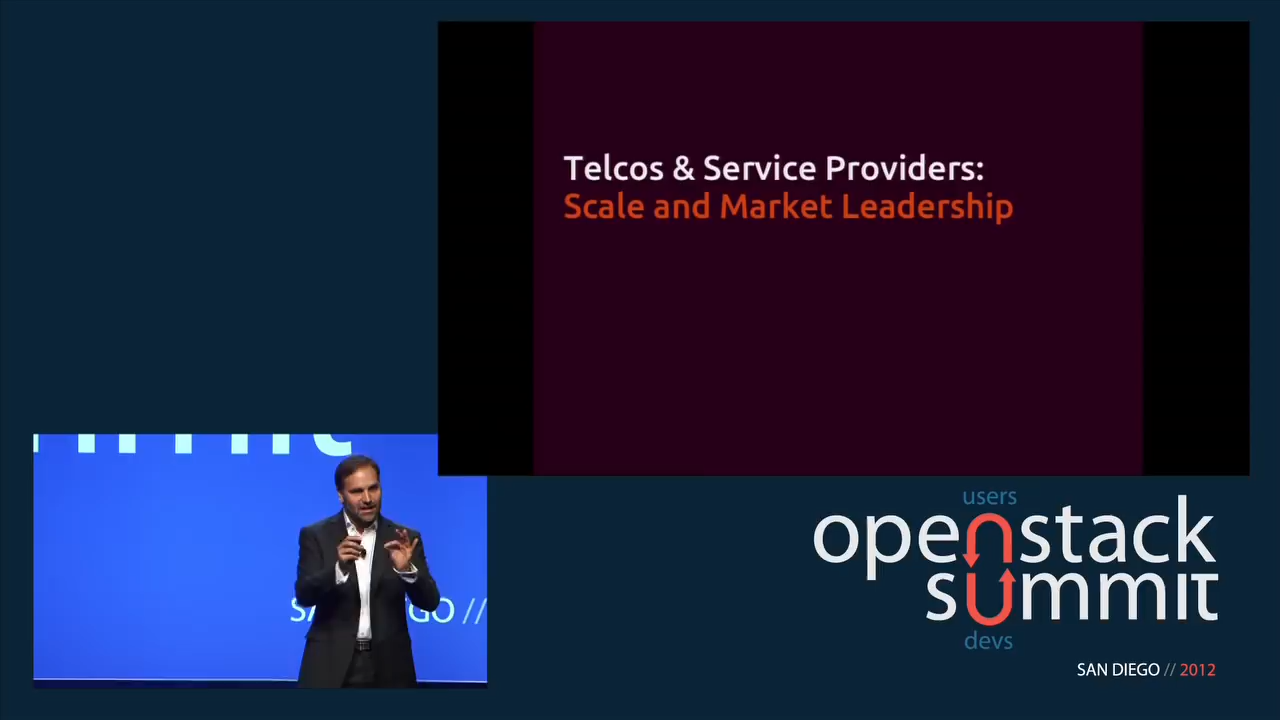 Telcos & Service Providers:
Scale and Market Leadership
users
openstack
summit
devs
SAN DIEGO // 2012